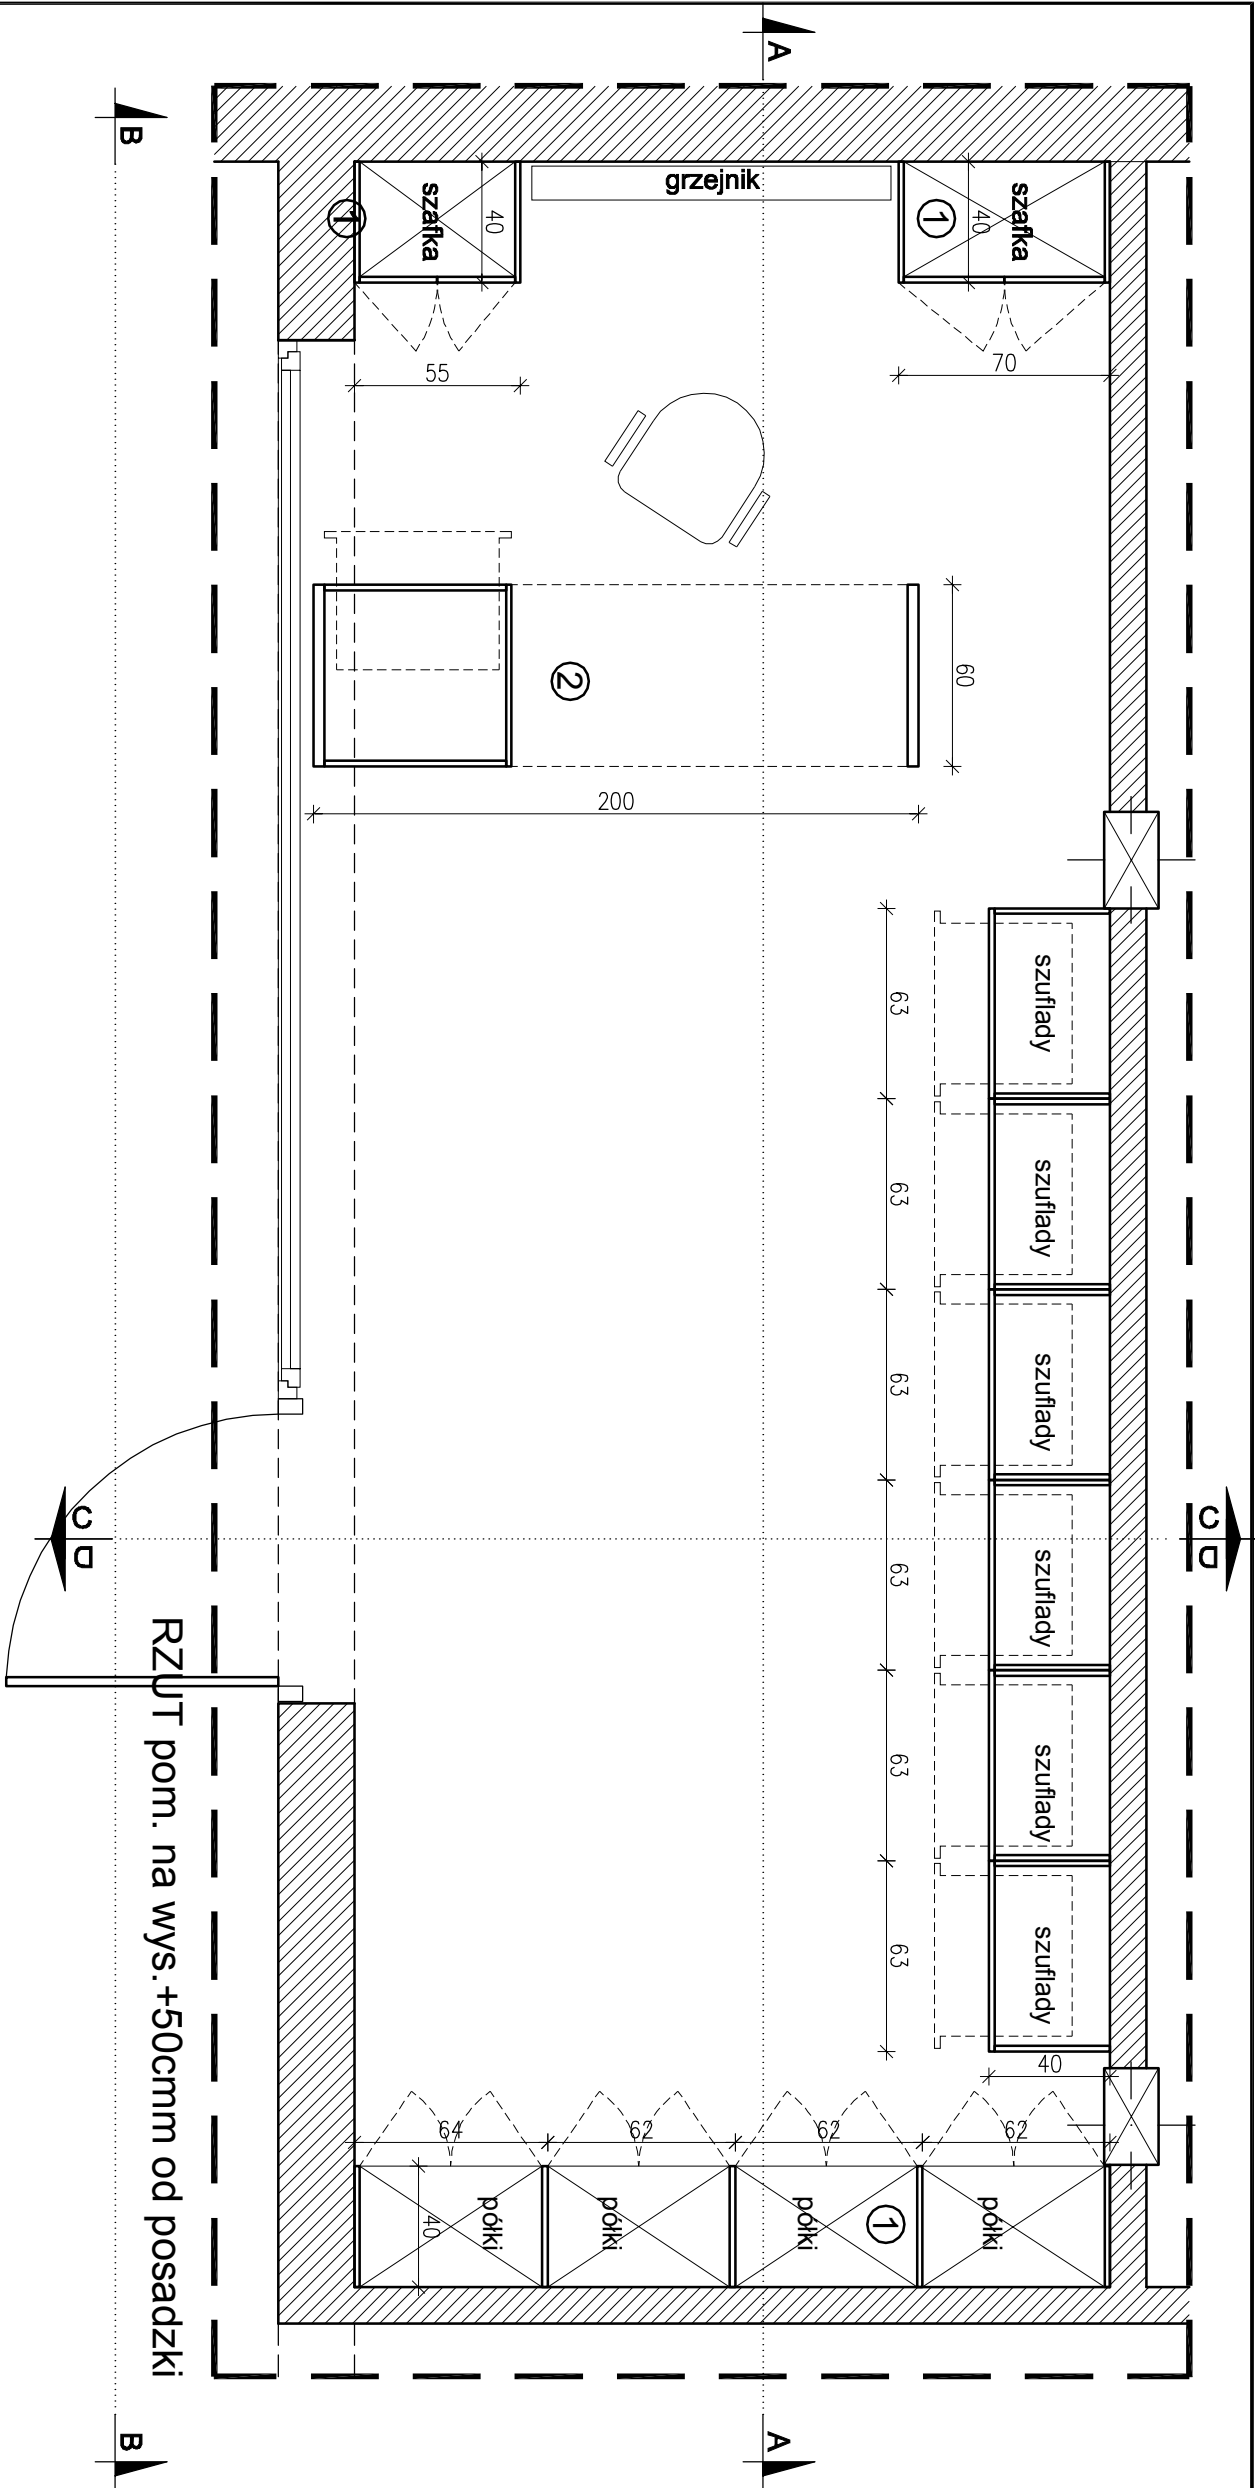 A
B
szafka
1
40
grzejnik
1
40
szafka
55
70
2
60
200
63
szuflady
63
szuflady
63
szuflady
63
szuflady
63
szuflady
63
szuflady
40
C
D
C
D
64
62
62
62
40
półki
półki
półki
1
półki
RZUT pom. na wys.+50cmm od posadzki
B
A